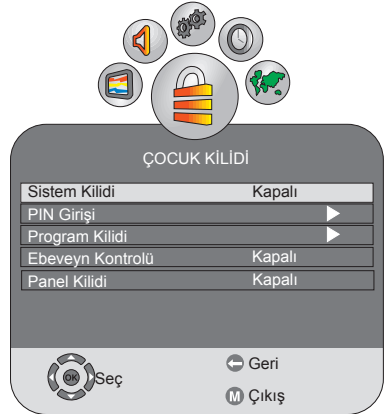 ÇOCUK KİLİDİ
Sistem Kilidi Kapalı
PIN Girişi
Program Kilidi
Ebeveyn Kontrolü Kapalı
Panel Kilidi Kapalı
OK Seç
Geri
M Çıkış